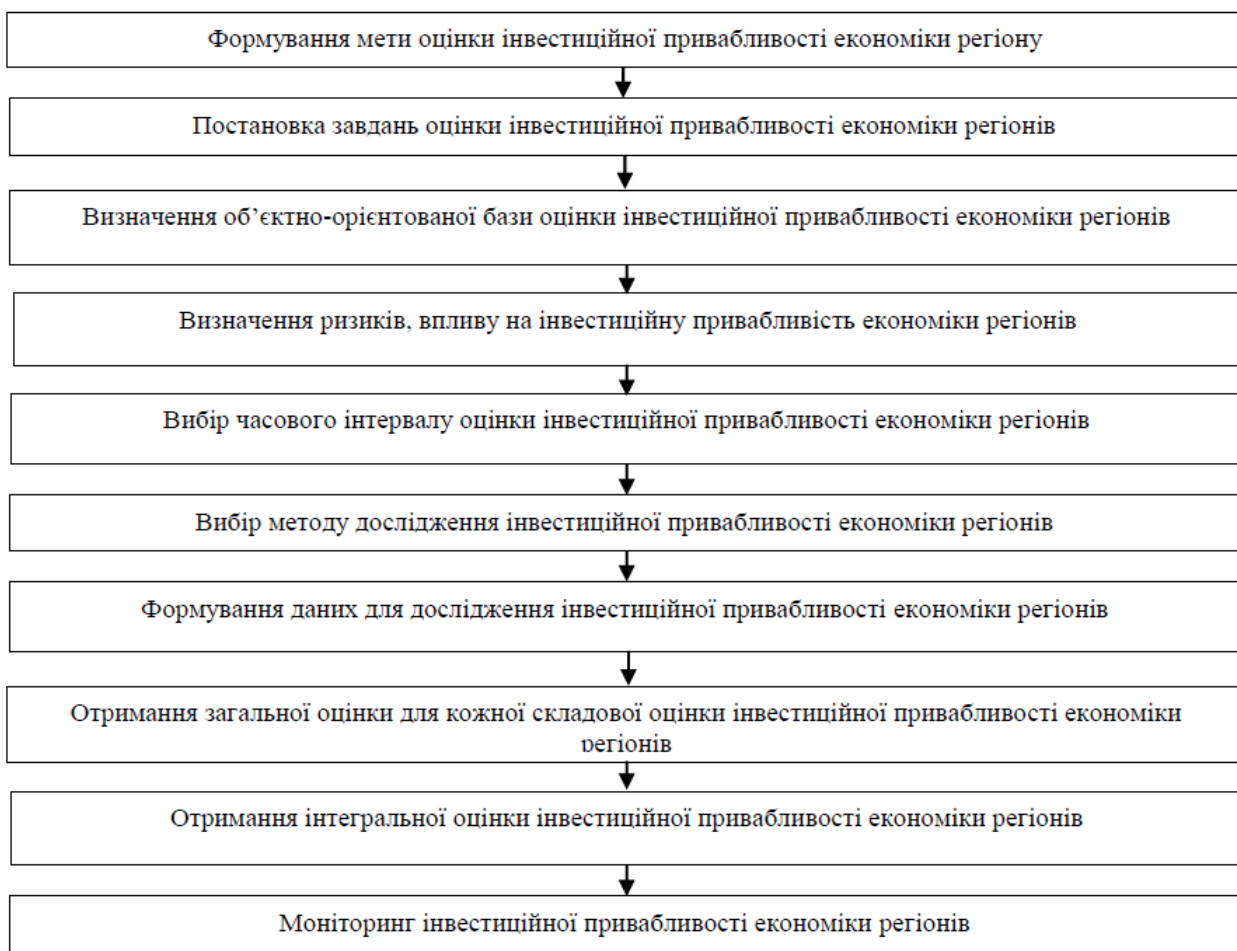 Формування мети оцінки інвестиційної привабливості економіки регіону
Постановка завдань оцінки інвестиційної привабливості економіки регіонів
Визначення об’єктно-орієнтованої бази оцінки інвестиційної привабливості економіки регіонів
Визначення ризиків, впливу на інвестиційну привабливість економіки регіонів
Вибір часового інтервалу оцінки інвестиційної привабливості економіки регіонів
Вибір методу дослідження інвестиційної привабливості економіки регіонів
Формування даних для дослідження інвестиційної привабливості економіки регіонів
Отримання загальної оцінки для кожної складової оцінки інвестиційної привабливості економіки
регіонів
Отримання інтегральної оцінки інвестиційної привабливості економіки регіонів
Моніторинг інвестиційної привабливості економіки регіонів